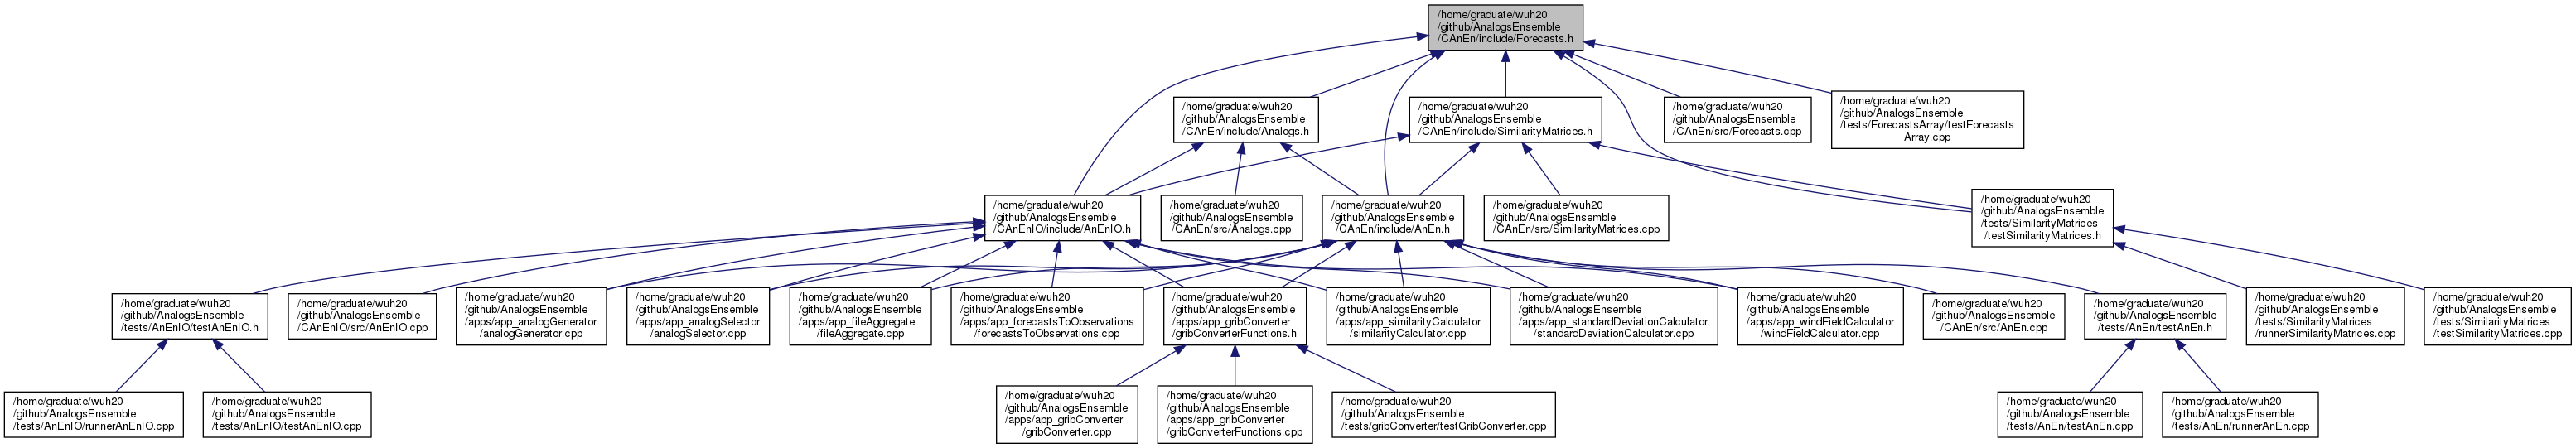 /home/graduate/wuh20
/github/AnalogsEnsemble
/CAnEn/include/Forecasts.h
/home/graduate/wuh20
/github/AnalogsEnsemble
/CAnEn/include/Analogs.h
/home/graduate/wuh20
/github/AnalogsEnsemble
/CAnEn/include/SimilarityMatrices.h
/home/graduate/wuh20
/github/AnalogsEnsemble
/CAnEn/src/Forecasts.cpp
/home/graduate/wuh20
/github/AnalogsEnsemble
/tests/ForecastsArray/testForecasts
Array.cpp
/home/graduate/wuh20
/github/AnalogsEnsemble
/CAnEnIO/include/AnEnIO.h
/home/graduate/wuh20
/github/AnalogsEnsemble
/CAnEn/src/Analogs.cpp
/home/graduate/wuh20
/github/AnalogsEnsemble
/CAnEn/include/AnEn.h
/home/graduate/wuh20
/github/AnalogsEnsemble
/CAnEn/src/SimilarityMatrices.cpp
/home/graduate/wuh20
/github/AnalogsEnsemble
/tests/SimilarityMatrices
/testSimilarityMatrices.h
/home/graduate/wuh20
/github/AnalogsEnsemble
/tests/AnEnIO/testAnEnIO.h
/home/graduate/wuh20
/github/AnalogsEnsemble
/CAnEnIO/src/AnEnIO.cpp
/home/graduate/wuh20
/github/AnalogsEnsemble
/apps/app_analogGenerator
/analogGenerator.cpp
/home/graduate/wuh20
/github/AnalogsEnsemble
/apps/app_analogSelector
/analogSelector.cpp
/home/graduate/wuh20
/github/AnalogsEnsemble
/apps/app_fileAggregate
/fileAggregate.cpp
/home/graduate/wuh20
/github/AnalogsEnsemble
/apps/app_forecastsToObservations
/forecastsToObservations.cpp
/home/graduate/wuh20
/github/AnalogsEnsemble
/apps/app_gribConverter
/gribConverterFunctions.h
/home/graduate/wuh20
/github/AnalogsEnsemble
/apps/app_similarityCalculator
/similarityCalculator.cpp
/home/graduate/wuh20
/github/AnalogsEnsemble
/apps/app_standardDeviationCalculator
/standardDeviationCalculator.cpp
/home/graduate/wuh20
/github/AnalogsEnsemble
/apps/app_windFieldCalculator
/windFieldCalculator.cpp
/home/graduate/wuh20
/github/AnalogsEnsemble
/CAnEn/src/AnEn.cpp
/home/graduate/wuh20
/github/AnalogsEnsemble
/tests/AnEn/testAnEn.h
/home/graduate/wuh20
/github/AnalogsEnsemble
/tests/SimilarityMatrices
/runnerSimilarityMatrices.cpp
/home/graduate/wuh20
/github/AnalogsEnsemble
/tests/SimilarityMatrices
/testSimilarityMatrices.cpp
/home/graduate/wuh20
/github/AnalogsEnsemble
/tests/AnEnIO/runnerAnEnIO.cpp
/home/graduate/wuh20
/github/AnalogsEnsemble
/tests/AnEnIO/testAnEnIO.cpp
/home/graduate/wuh20
/github/AnalogsEnsemble
/apps/app_gribConverter
/gribConverter.cpp
/home/graduate/wuh20
/github/AnalogsEnsemble
/apps/app_gribConverter
/gribConverterFunctions.cpp
/home/graduate/wuh20
/github/AnalogsEnsemble
/tests/gribConverter/testGribConverter.cpp
/home/graduate/wuh20
/github/AnalogsEnsemble
/tests/AnEn/testAnEn.cpp
/home/graduate/wuh20
/github/AnalogsEnsemble
/tests/AnEn/runnerAnEn.cpp